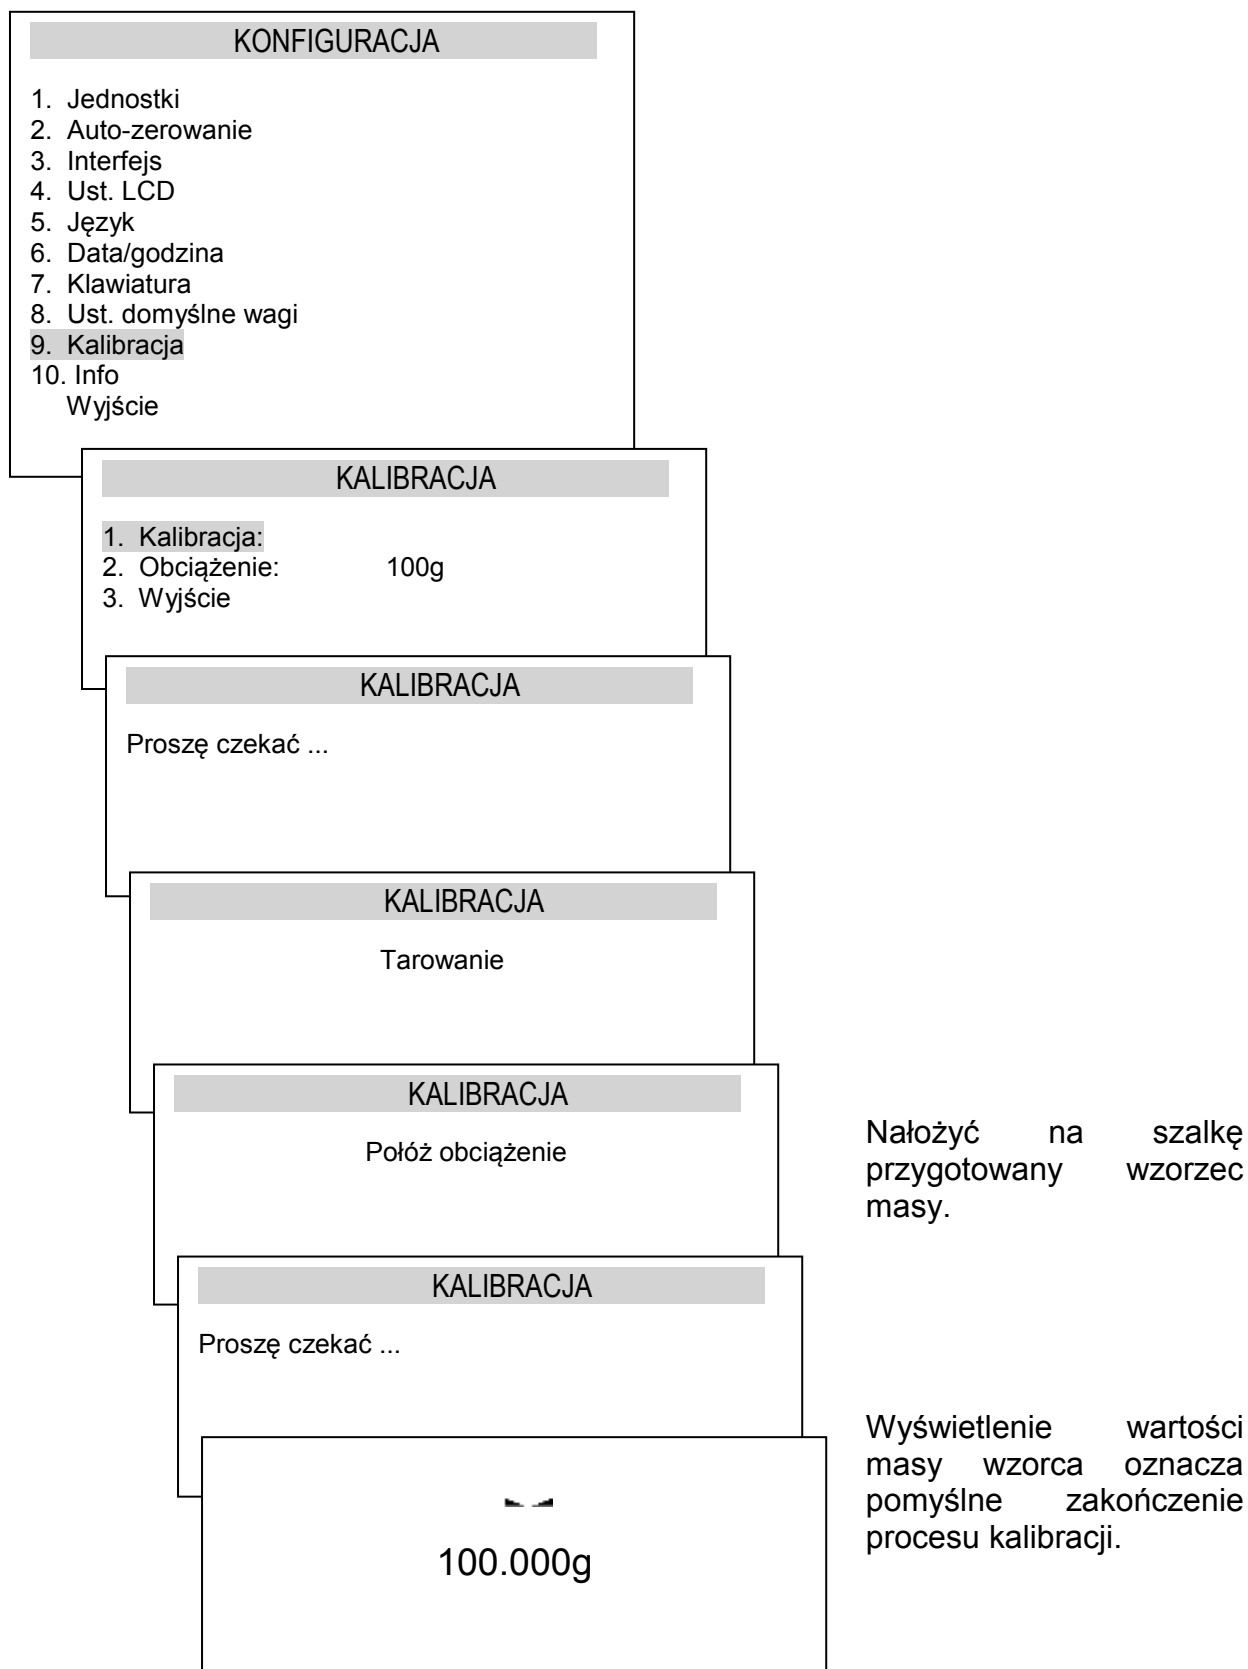 KONFIGURACJA
1. Jednostki
2. Auto-zerowanie
3. Interfejs
4. Ust. LCD
5. Język
6. Data/godzina
7. Klawiatura
8. Ust. domyślne wagi
9. Kalibracja
10. Info
Wyjście
KALIBRACJA
1. Kalibracja:
2. Obciążenie: 100g
3. Wyjście
KALIBRACJA
Proszę czekać ...
KALIBRACJA
Tarowanie
KALIBRACJA
Połóż obciążenie
Nałożyć na szalkę
przygotowany wzorzec
masy.
KALIBRACJA
Proszę czekać ...
Wyświetlenie wartości
masy wzorca oznacza
pomyślne zakończenie
procesu kalibracji.
100.000g